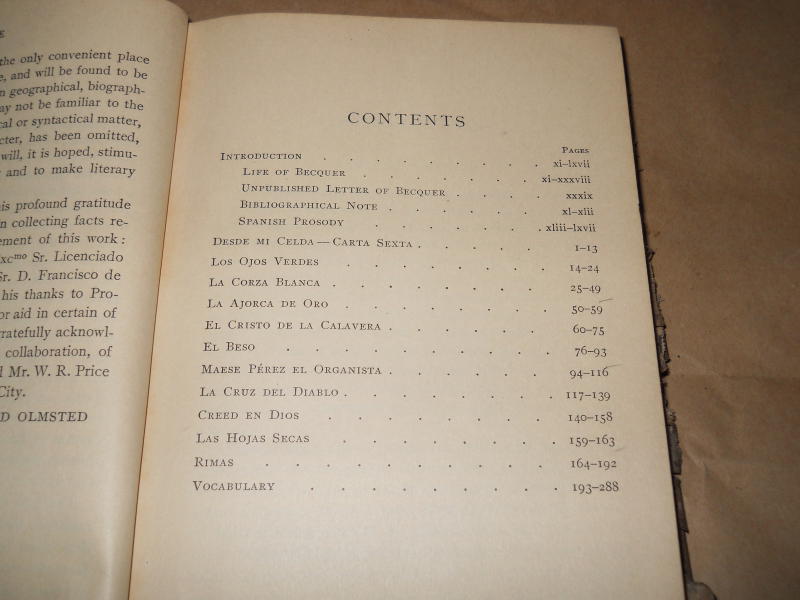 E
the only convenient place
e, and will be found to be
n geographical, biograph-
ay not be familiar to the
cal or syntactical matter,
cter, has been omitted,
will, it is hoped, stimu-
and to make literary
is profound gratitude
n collecting facts re-
ement of this work:
xcmo Sr. Licenciado
Sr. D. Francisco de
his thanks to Pro-
or aid in certain of
ratefully acknowl-
collaboration, of
l Mr. W. R. Price
City.
D OLMSTED
CONTENTS
PAGES
INTRODUCTION . . . . . . . . xi–lxvii
LIFE OF BECQUER . . . . . . . xi–xxxviii
UNPUBLISHED LETTER OF BECQUER . . . . xxxix
BIBLIOGRAPHICAL NOTE . . . . . . xl–xiii
SPANISH PROSODY . . . . . . . xliii–lxvii
DESDE MI CELDA — CARTA SEXTA . . . . . 1–13
LOS OJOS VERDES . . . . . . . 14–24
LA CORZA BLANCA . . . . . . . 25–49
LA AJORCA DE ORO . . . . . . . 50–59
EL CRISTO DE LA CALAVERA . . . . . . 60–75
EL BESO . . . . . . . . . 76–93
MAESE PÉREZ EL ORGANISTA . . . . . . 94–116
LA CRUZ DEL DIABLO . . . . . . . . 117–139
CREED EN DIOS . . . . . . . . 140–158
LAS HOJAS SECAS . . . . . . . 159–163
RIMAS . . . . . . . . . . 164–192
VOCABULARY . . . . . . . . . 193–288